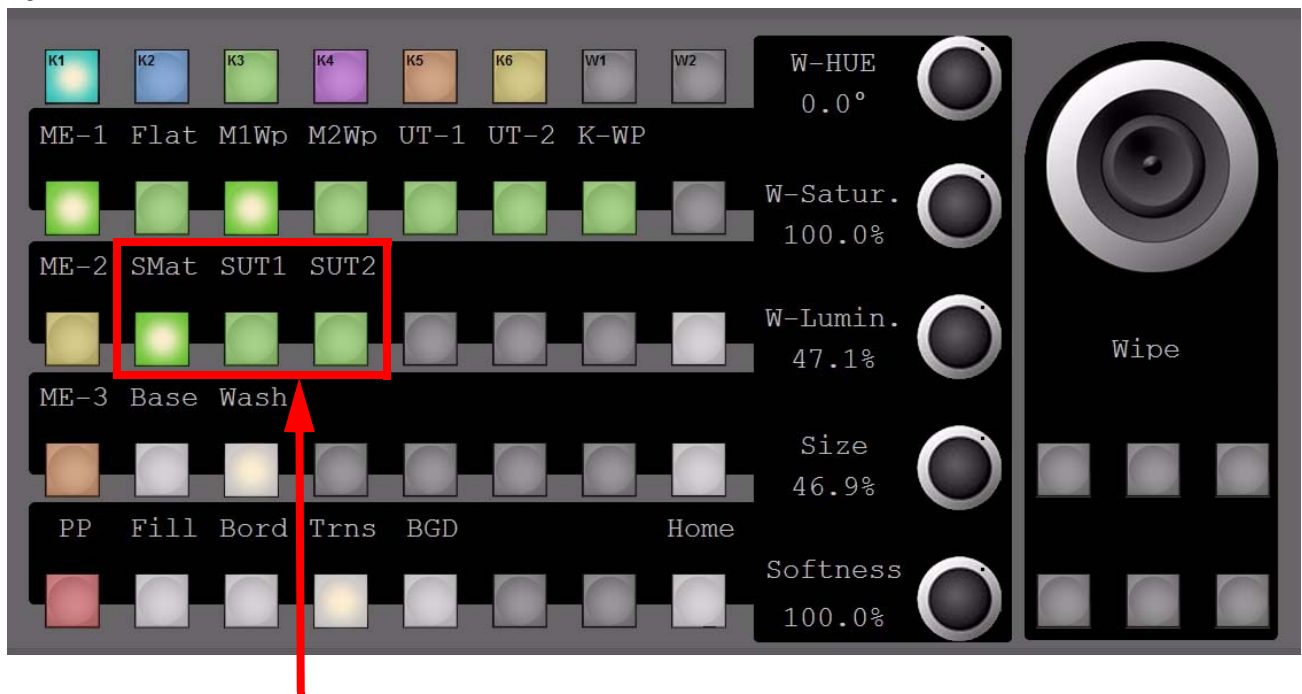 K1 K2 K3 K4 K5 K6 W1 W2
ME-1 Flat M1Wp M2Wp UT-1 UT-2 K-WP
ME-2 SMat SUT1 SUT2
ME-3 Base Wash
PP Fill Bord Trns BGD Home
W-HUE
0.0°
W-Satur.
100.0%
W-Lumin.
47.1%
Size
46.9%
Softness
100.0%
Wipe